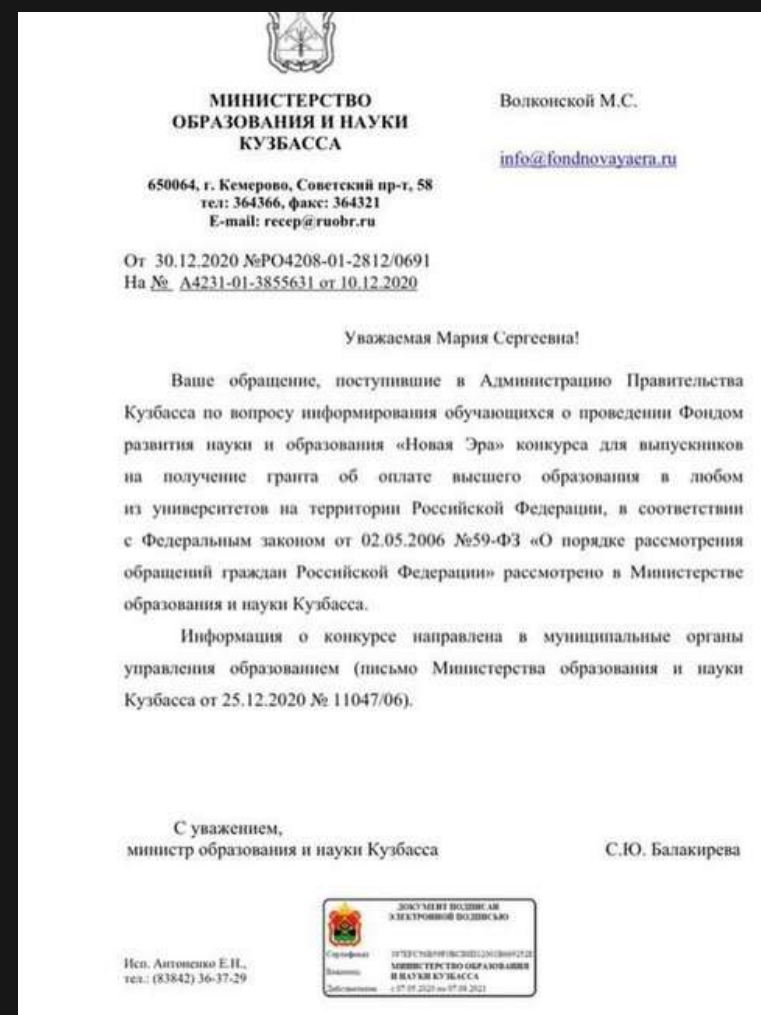 МИНИСТЕРСТВО
ОБРАЗОВАНИЯ И НАУКИ
КУЗБАССА
650064, г. Кемерово, Советский пр-т, 58
тел: 364366, факс: 364321
E-mail: recep@ruobr.ru
От 30.12.2020 №РО4208-01-2812/0691
На № А4231-01-3855631 от 10.12.2020
Волконской М.С.
info@fondnovayaera.ru
Уважаемая Мария Сергеевна!
Ваше обращение, поступившие в Администрацию Правительства
Кузбасса по вопросу информирования обучающихся о проведении Фондом
развития науки и образования «Новая Эра» конкурса для выпускников
на получение гранта об оплате высшего образования в любом
из университетов на территории Российской Федерации, в соответствии
с Федеральным законом от 02.05.2006 №59-ФЗ «О порядке рассмотрения
обращений граждан Российской Федерации» рассмотрено в Министерстве
образования и науки Кузбасса.
Информация о конкурсе направлена в муниципальные органы
управления образованием (письмо Министерства образования и науки
Кузбасса от 25.12.2020 № 11047/06).
С уважением,
министр образования и науки Кузбасса
С.Ю. Балакирева
ДОКУМЕНТ ПОДПИСАН
ЭЛЕКТРОННОЙ ПОДПИСЬЮ
Сертификат
Владелец МИНИСТЕРСТВО ОБРАЗОВАНИЯ
И НАУКИ КУЗБАССА
Действителен
Исп. Антоненко Е.Н.,
тел.: (83842) 36-37-29